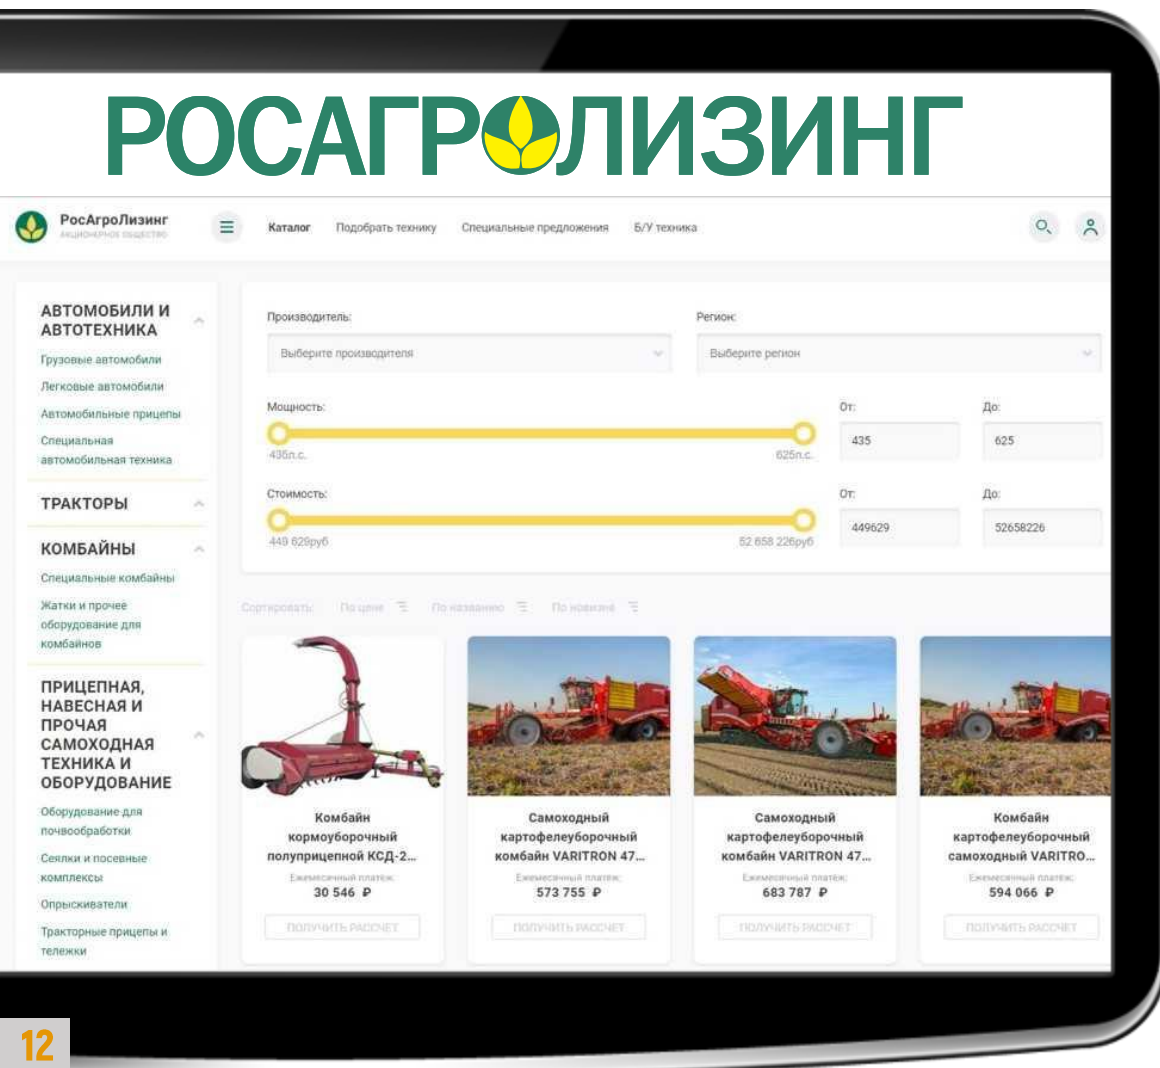 РОСАГРОЛИЗИНГ
РосАгроЛизинг
АКЦИОНЕРНОЕ ОБЩЕСТВО
Каталог Подобрать технику Специальные предложения Б/У техника
АВТОМОБИЛИ И
АВТОТЕХНИКА
Грузовые автомобили
Легковые автомобили
Автомобильные прицепы
Специальная
автомобильная техника
ТРАКТОРЫ
КОМБАЙНЫ
Специальные комбайны
Жатки и прочее
оборудование для
комбайнов
ПРИЦЕПНАЯ,
НАВЕСНАЯ И
ПРОЧАЯ
САМОХОДНАЯ
ТЕХНИКА И
ОБОРУДОВАНИЕ
Оборудование для
почвообработки
Сеялки и посевные
комплексы
Опрыскиватели
Тракторные прицепы и
тележки
Производитель: Регион:
Выберите производителя Выберите регион
Мощность: От: До:
435л.с. 625л.с. 435 625
Стоимость: От: До:
449 629руб 52 658 226руб 449629 52658226
Сортировать: По цене По названию По новизне
Комбайн
кормоуборочный
полуприцепной КСД-2...
Ежемесячный платеж:
30 546 ₽
ПОЛУЧИТЬ РАССЧЕТ
Самоходный
картофелеуборочный
комбайн VARITRON 47...
Ежемесячный платеж:
573 755 ₽
ПОЛУЧИТЬ РАССЧЕТ
Самоходный
картофелеуборочный
комбайн VARITRON 47...
Ежемесячный платеж:
683 787 ₽
ПОЛУЧИТЬ РАССЧЕТ
Комбайн
картофелеуборочный
самоходный VARITRO...
Ежемесячный платеж:
594 066 ₽
ПОЛУЧИТЬ РАССЧЕТ
12